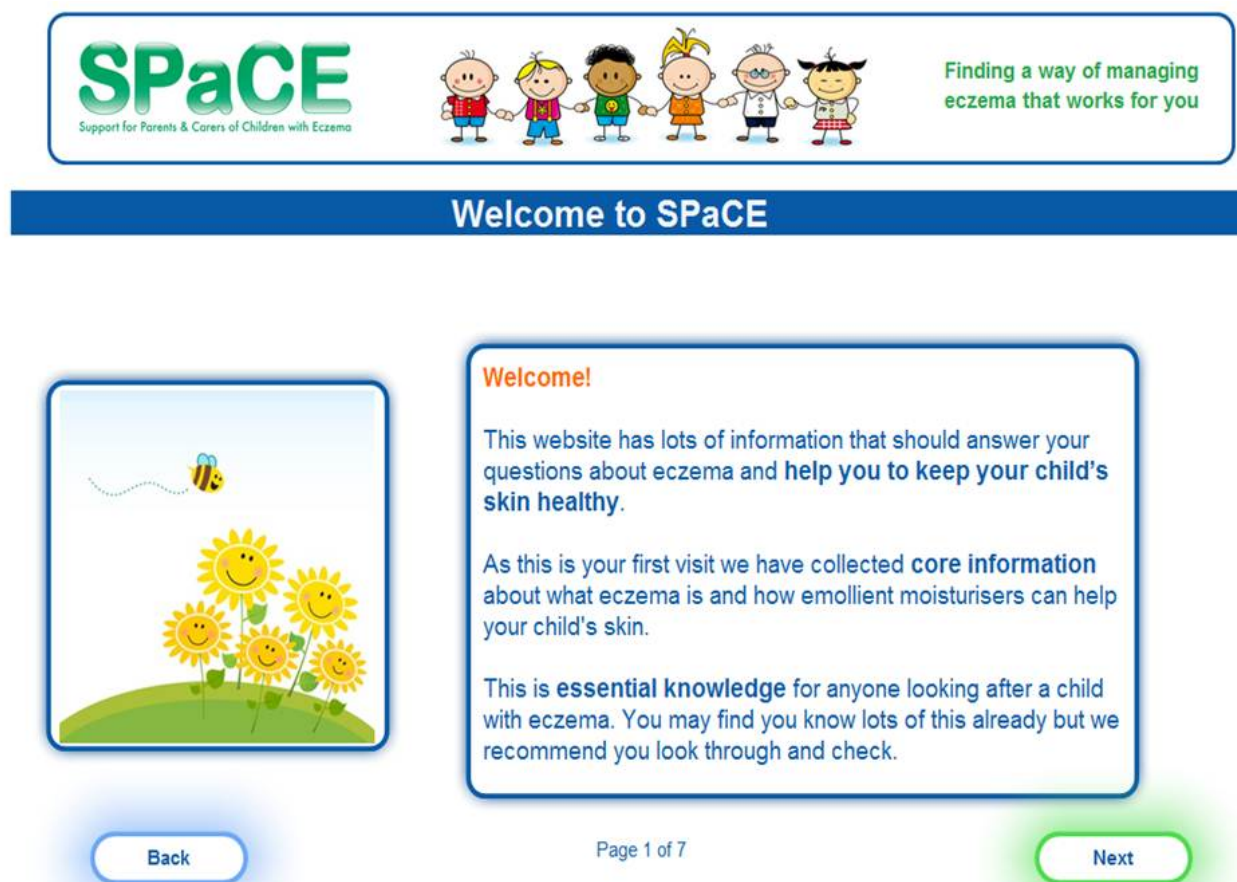 SPaCE
Support for Parents & Carers of Children with Eczema
Finding a way of managing
eczema that works for you
Welcome to SPaCE
Welcome!
This website has lots of information that should answer your
questions about eczema and help you to keep your child's
skin healthy.
As this is your first visit we have collected core information
about what eczema is and how emollient moisturisers can help
your child's skin.
This is essential knowledge for anyone looking after a child
with eczema. You may find you know lots of this already but we
recommend you look through and check.
Back
Page 1 of 7
Next